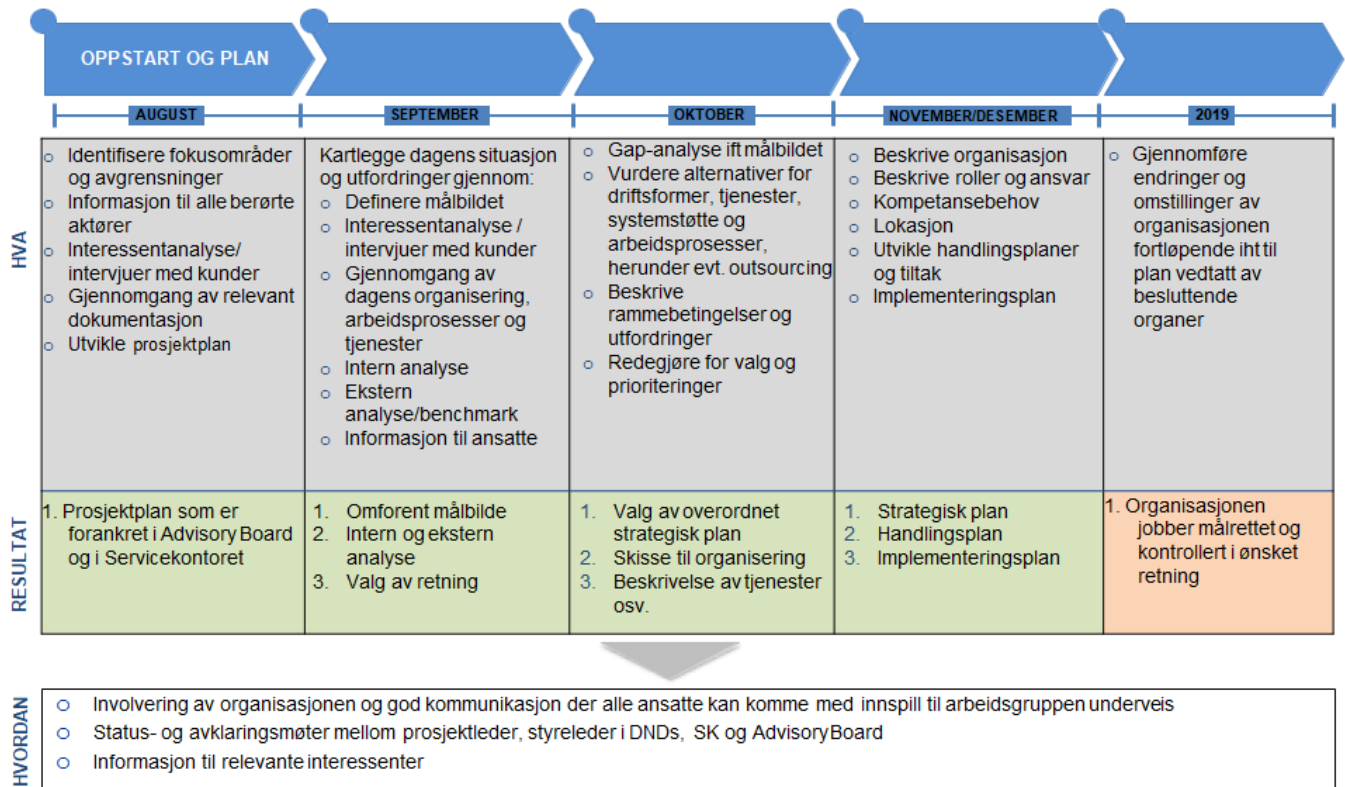 OPPSTART OG PLAN
AUGUST
SEPTEMBER
OKTOBER
NOVEMBER/DESEMBER
2019
HVA
Identifisere fokusområder
og avgrensninger
Informasjon til alle berørte
aktører
Interessentanalyse/
intervjuer med kunder
Gjennomgang av relevant
dokumentasjon
Utvikle prosjektplan
Kartlegge dagens situasjon
og utfordringer gjennom:
Definere målbildet
Interessentanalyse /
intervjuer med kunder
Gjennomgang av
dagens organisering,
arbeidsprosesser og
tjenester
Intern analyse
Ekstern
analyse/benchmark
Informasjon til ansatte
Gap-analyse ift målbildet
Vurdere alternativer for
driftsformer, tjenester,
systemstøtte og
arbeidsprosesser,
herunder evt. outsourcing
Beskrive
rammebetingelser og
utfordringer
Redegjøre for valg og
prioriteringer
Beskrive organisasjon
Beskrive roller og ansvar
Kompetansebehov
Lokasjon
Utvikle handlingsplaner
og tiltak
Implementeringsplan
Gjennomføre
endringer og
omstillinger av
organisasjonen
fortløpende iht til
plan vedtatt av
besluttende
organer
RESULTAT
1. Prosjektplan som er
forankret i Advisory Board
og i Servicekontoret
1. Omforent målbilde
2. Intern og ekstern
analyse
3. Valg av retning
1. Valg av overordnet
strategisk plan
2. Skisse til organisering
3. Beskrivelse av tjenester
osv.
1. Strategisk plan
2. Handlingsplan
3. Implementeringsplan
1. Organisasjonen
jobber målrettet og
kontrollert i ønsket
retning
HVORDAN
Involvering av organisasjonen og god kommunikasjon der alle ansatte kan komme med innspill til arbeidsgruppen underveis
Status- og avklaringsmøter mellom prosjektleder, styreleder i DNDs, SK og Advisory Board
Informasjon til relevante interessenter